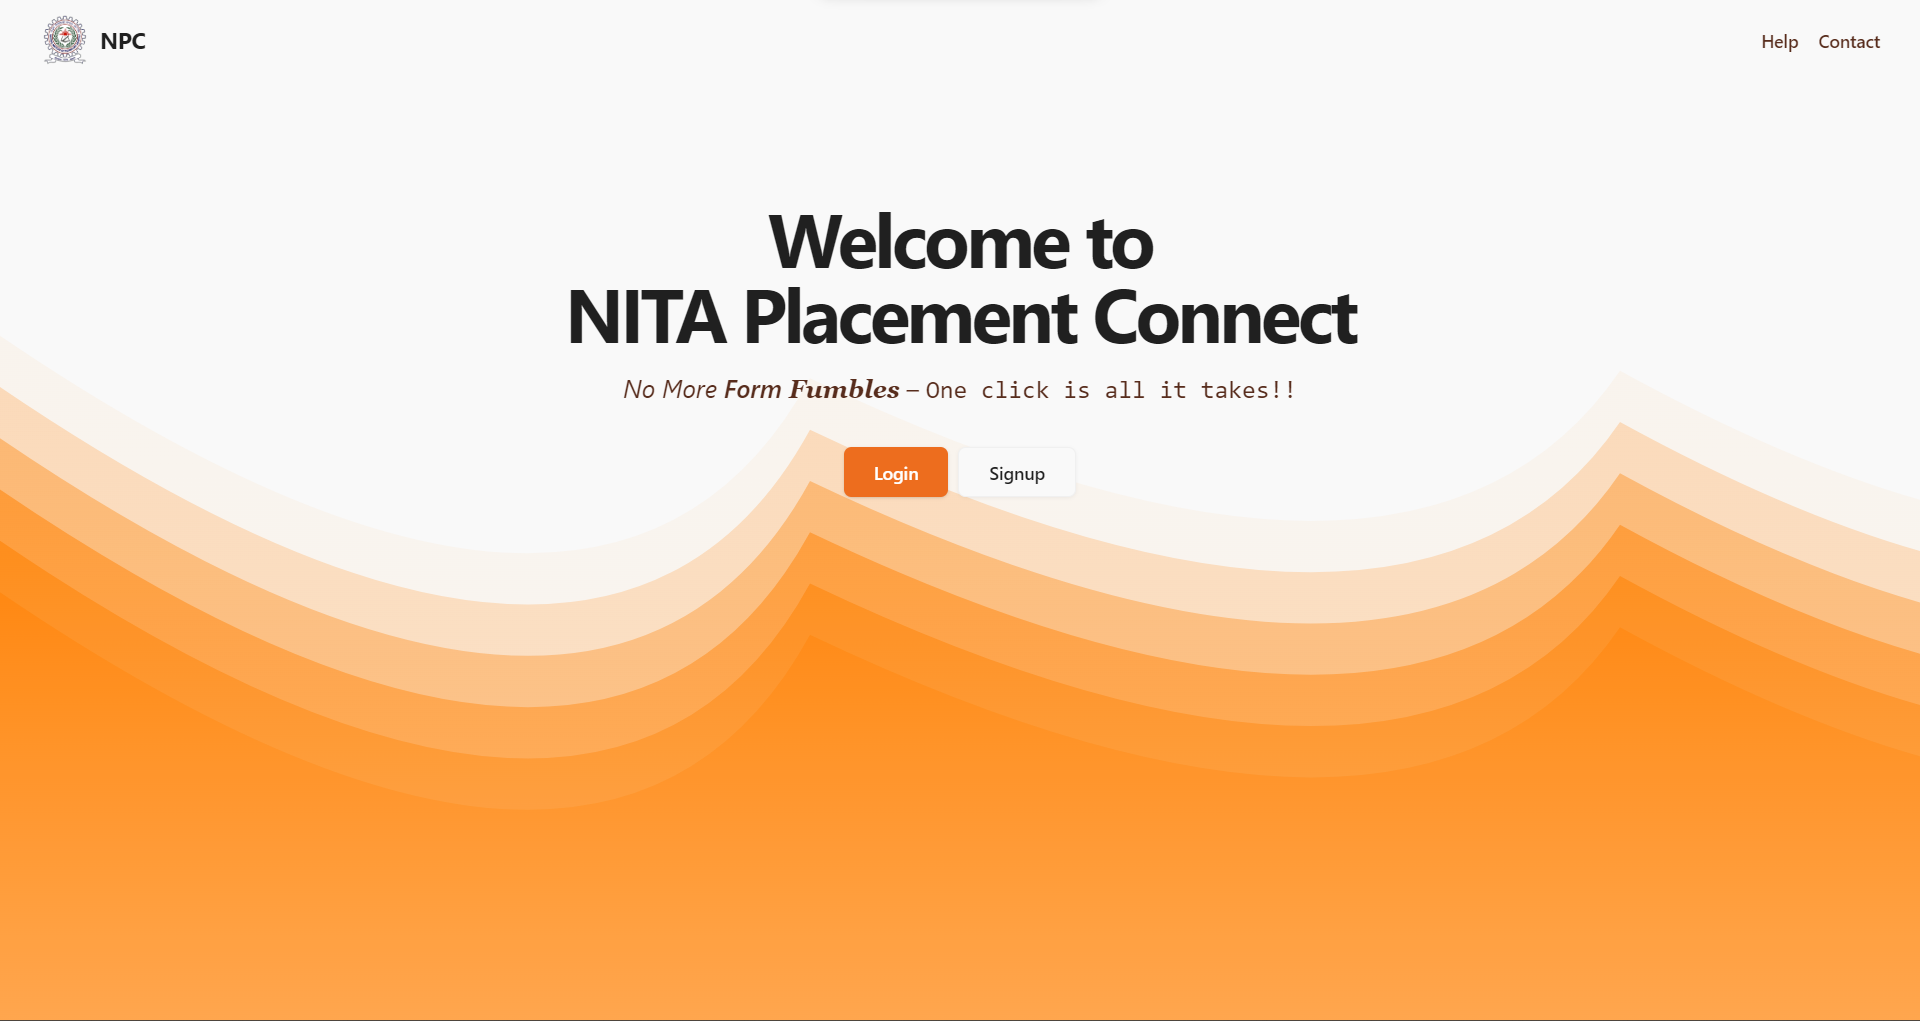 NPC
Help Contact
Welcome to
NITA Placement Connect
No More Form Fumbles – One click is all it takes!!
Login Signup